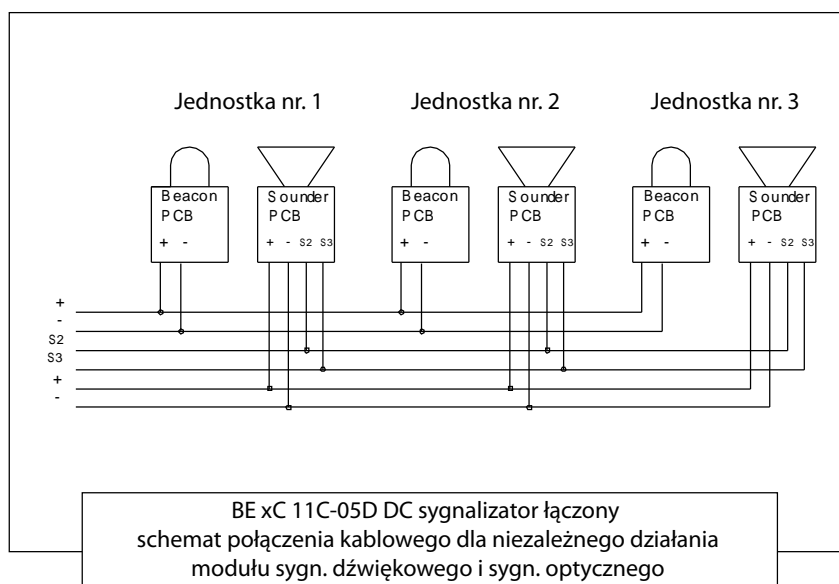 Jednostka nr. 1 Jednostka nr. 2 Jednostka nr. 3
Beacon PCB + -
Sounder PCB + - S2 S3
Beacon PCB + -
Sounder PCB + - S2 S3
Beacon PCB + -
Sounder PCB + - S2 S3
+
-
S2
S3
+
-
BE xC 11C-05D DC sygnalizator łączony
schemat połączenia kablowego dla niezależnego działania
modułu sygn. dźwiękowego i sygn. optycznego